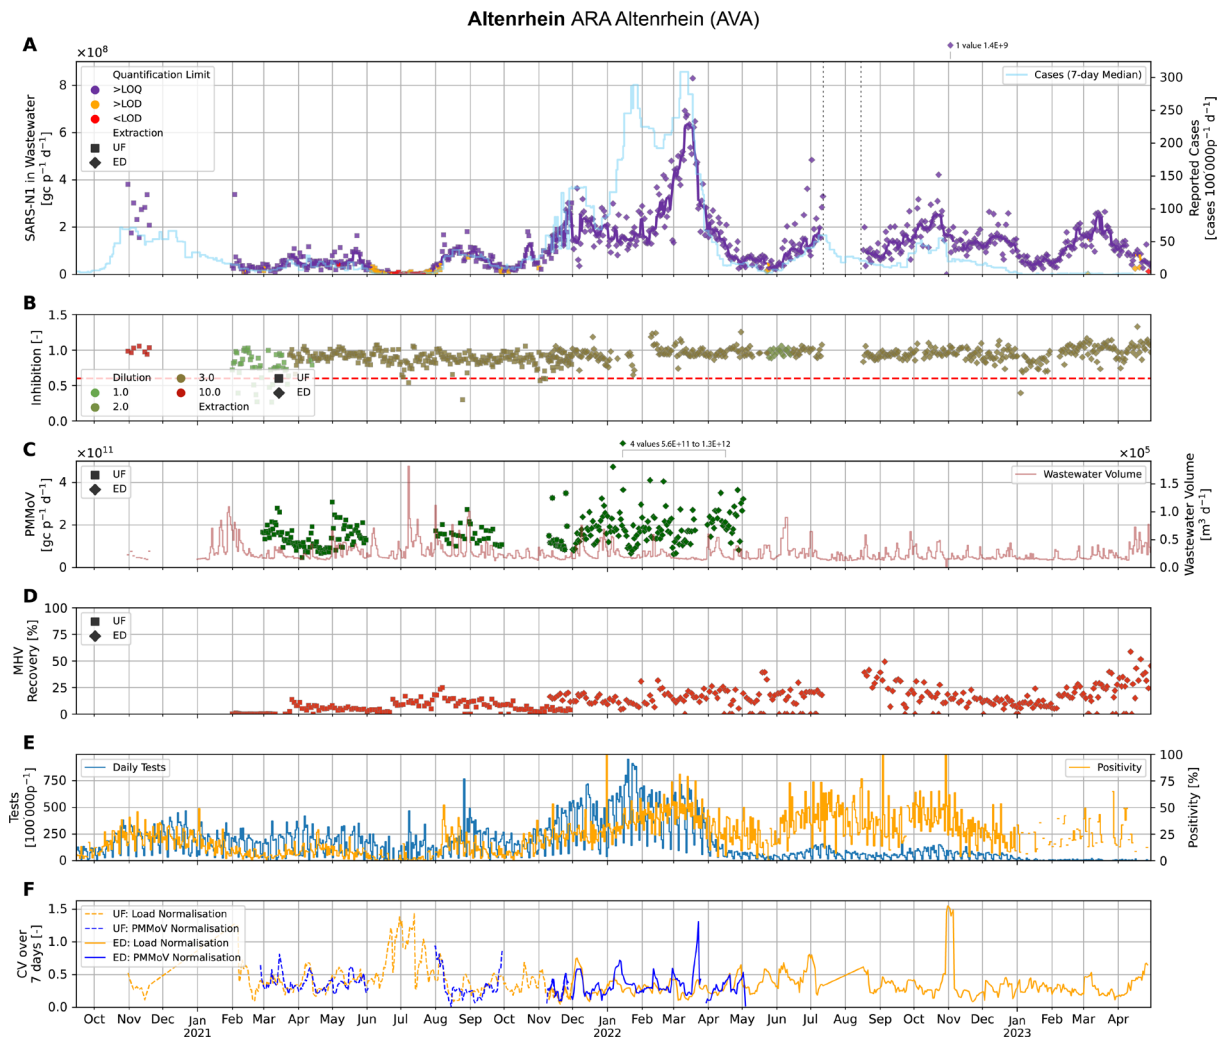 Altenrhein ARA Altenrhein (AVA)
A
×10⁸
1 value 1.4E+9
Quantification Limit
>LOQ
>LOD
<LOD
Extraction
UF
ED
Cases (7-day Median)
SARS-N1 in Wastewater
[gc p⁻¹ d⁻¹]
8
6
4
2
0
300
250
200
150
100
50
0
Reported Cases
[cases 100 000p⁻¹ d⁻¹]
B
Inhibition [-]
1.5
1.0
0.5
0.0
Dilution
1.0
2.0
3.0
10.0
Extraction
UF
ED
C
×10¹¹
4 values 5.6E+11 to 1.3E+12
×10⁵
UF
ED
Wastewater Volume
PMMoV
[gc p⁻¹ d⁻¹]
4
2
0
1.5
1.0
0.5
0.0
Wastewater Volume
[m³ d⁻¹]
D
UF
ED
MHV
Recovery [%]
100
75
50
25
0
E
Daily Tests
Positivity
Tests
[100 000p⁻¹]
750
500
250
0
100
75
50
25
0
Positivity [%]
F
UF: Load Normalisation
UF: PMMoV Normalisation
ED: Load Normalisation
ED: PMMoV Normalisation
CV over
7 days [-]
1.5
1.0
0.5
0.0
Oct Nov Dec Jan Feb Mar Apr May Jun Jul Aug Sep Oct Nov Dec Jan Feb Mar Apr May Jun Jul Aug Sep Oct Nov Dec Jan Feb Mar Apr
2021 2022 2023